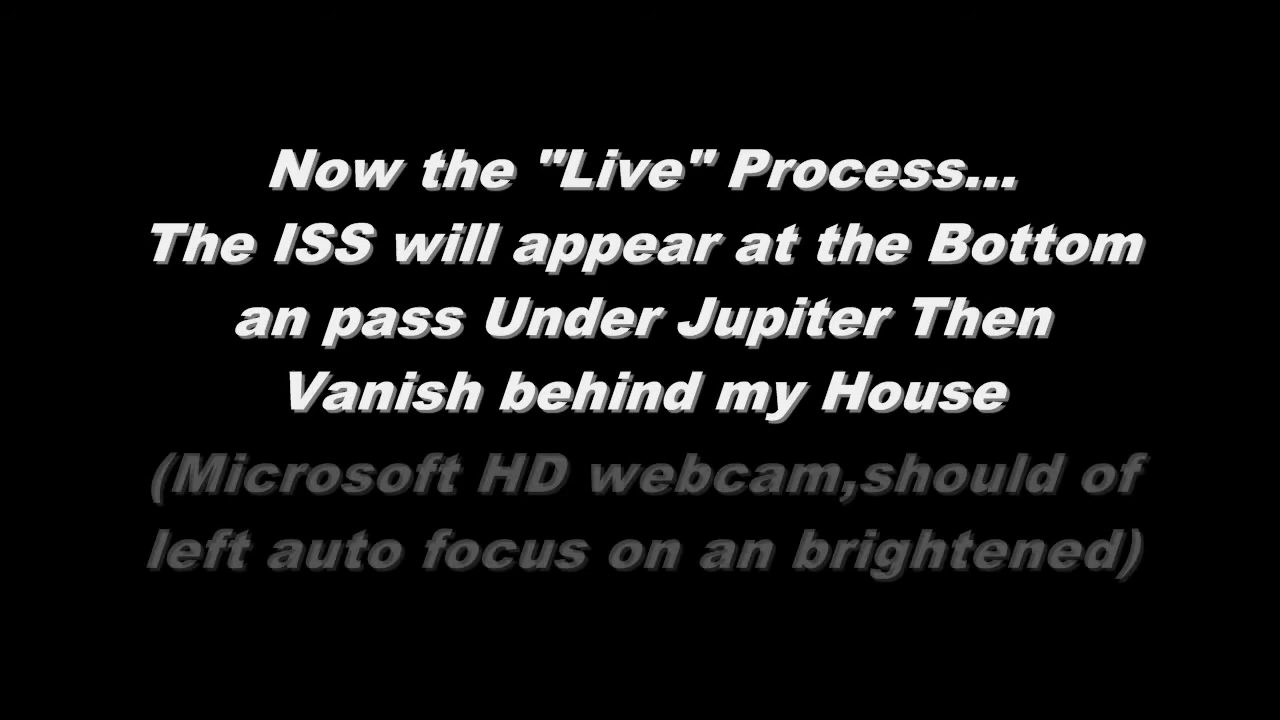 Now the "Live" Process...
The ISS will appear at the Bottom
an pass Under Jupiter Then
Vanish behind my House
(Microsoft HD webcam,should of
left auto focus on an brightened)